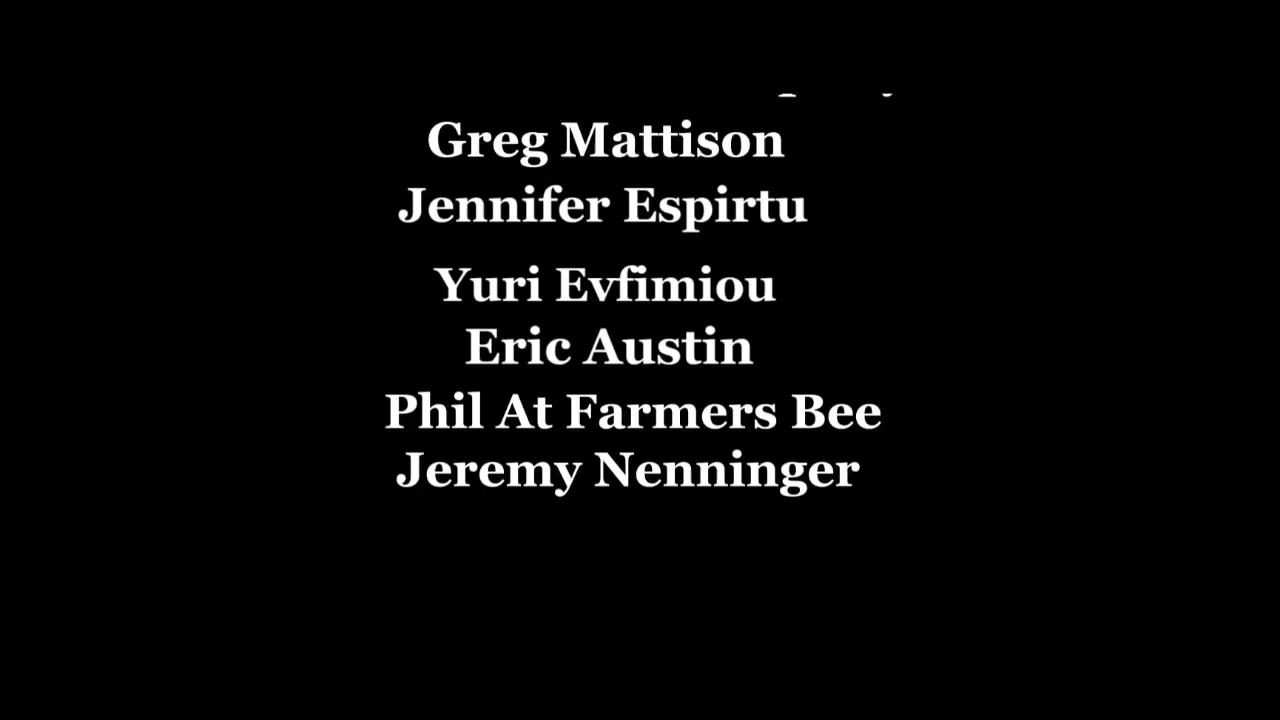 Greg Mattison
Jennifer Espirtu
Yuri Evfimiou
Eric Austin
Phil At Farmers Bee
Jeremy Nenninger